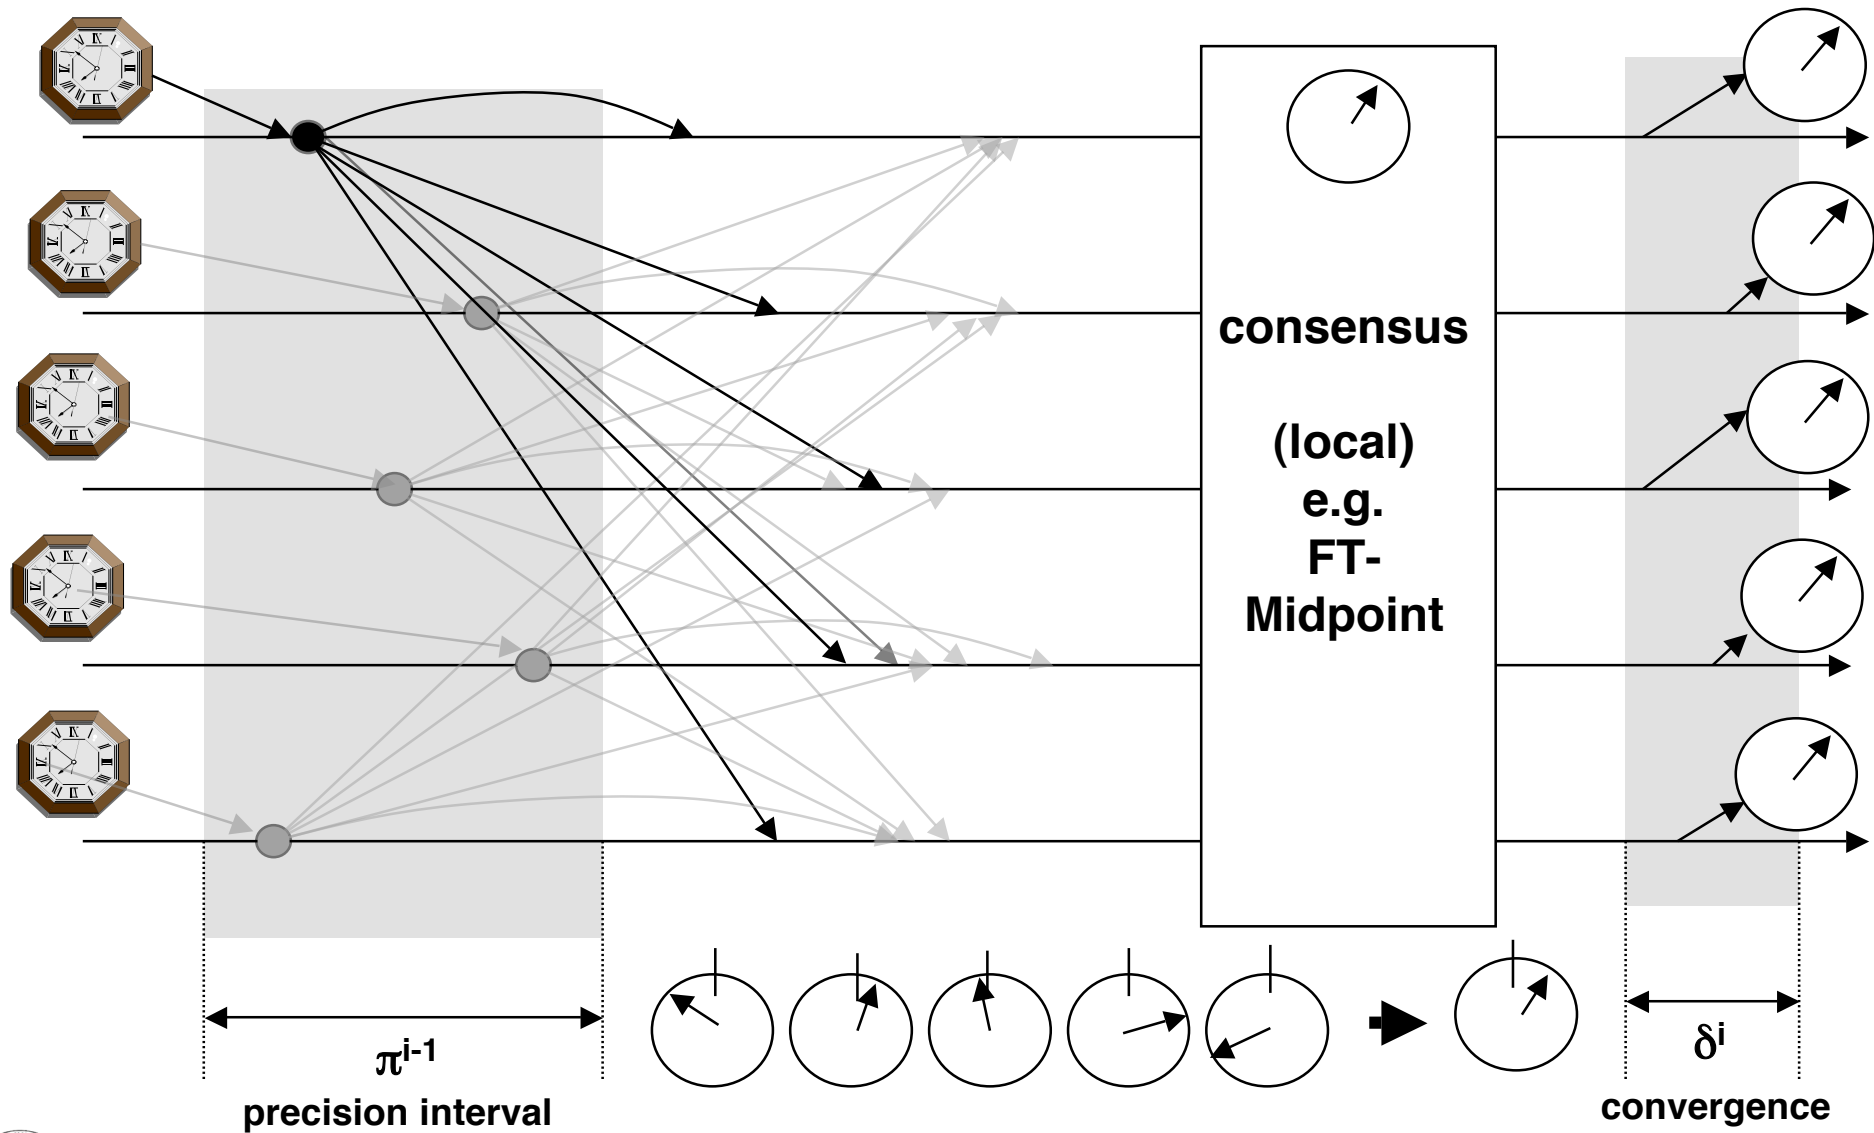 consensus
(local)
e.g.
FT-
Midpoint
π^i-1
precision interval
δ^i
convergence